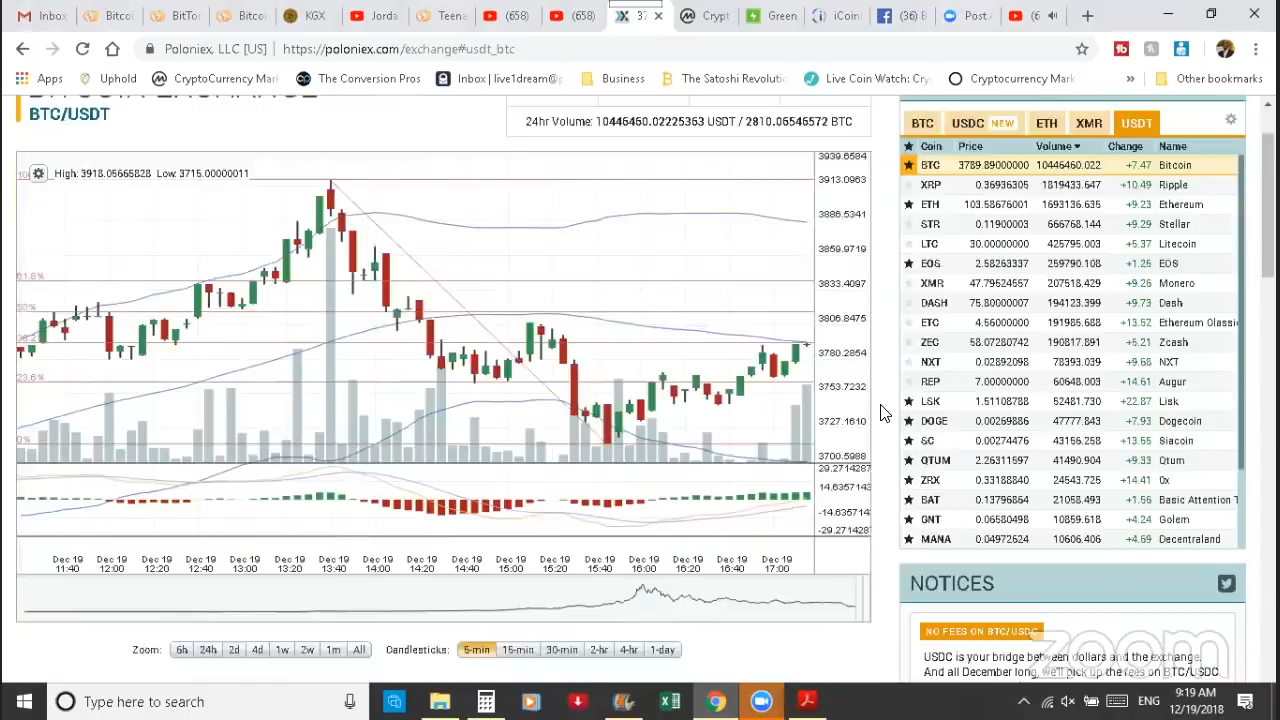 Inbox Bitcoi BitTor Bitcoi KGX Jorda Teena (658) (658) 37 Crypt Green iCoin (36) B Post (6
Poloniex, LLC [US] https://poloniex.com/exchange#usdt_btc
Apps Uphold CryptoCurrency Mar The Conversion Pros Inbox | live1dream@ Business The Satoshi Revoluti Live Coin Watch: Cry Cryptocurrency Mark » Other bookmarks
BTC/USDT
24hr Volume: 10446460.02225363 USDT / 2810.06546572 BTC
High: 3918.05665828 Low: 3715.00000011
61.8%
50%
38.2%
23.6%
0%
3939.6584
3913.0963
3886.5341
3859.9719
3833.4097
3806.8475
3780.2854
3753.7232
3727.1610
3700.5988
29.2714287
14.6357143
-14.6357143
-29.271428
Dec 19 11:40
Dec 19 12:00
Dec 19 12:20
Dec 19 12:40
Dec 19 13:00
Dec 19 13:20
Dec 19 13:40
Dec 19 14:00
Dec 19 14:20
Dec 19 14:40
Dec 19 15:00
Dec 19 15:20
Dec 19 15:40
Dec 19 16:00
Dec 19 16:20
Dec 19 16:40
Dec 19 17:00
Zoom: 6h 24h 2d 4d 1w 2w 1m All Candlesticks: 5-min 15-min 30-min 2-hr 4-hr 1-day
BTC USDC NEW ETH XMR USDT
Coin Price Volume Change Name
BTC 3789.89000000 10446460.022 +7.47 Bitcoin
XRP 0.36936305 1819433.647 +10.49 Ripple
ETH 103.58676001 1693136.635 +9.23 Ethereum
STR 0.11900003 666768.144 +9.29 Stellar
LTC 30.00000000 425795.003 +5.37 Litecoin
EOS 2.58263337 259790.108 +1.25 EOS
XMR 47.79524557 207518.429 +9.26 Monero
DASH 75.80000007 194123.399 +9.73 Dash
ETC 4.56000000 191985.688 +13.52 Ethereum Classi
ZEC 58.07280742 190817.891 +5.21 Zcash
NXT 0.02892098 78393.039 +9.68 NXT
REP 7.00000000 60648.003 +14.61 Augur
LSK 1.51108788 52481.730 +22.87 Lisk
DOGE 0.00269886 47777.843 +7.93 Dogecoin
SC 0.00274476 43156.258 +13.55 Siacoin
QTUM 2.26311597 41490.904 +9.33 Qtum
ZRX 0.33188840 24543.725 +14.41 0x
BAT 0.13796864 21058.493 +1.56 Basic Attention T
GNT 0.06580498 10859.618 +4.24 Golem
MANA 0.04972624 10606.406 +4.69 Decentraland
NOTICES
NO FEES ON BTC/USDC
USDC is your bridge between dollars and the exchange.
And all December long, we'll pick up the fees on BTC/USDC
zoom
Type here to search
ENG
9:19 AM
12/19/2018